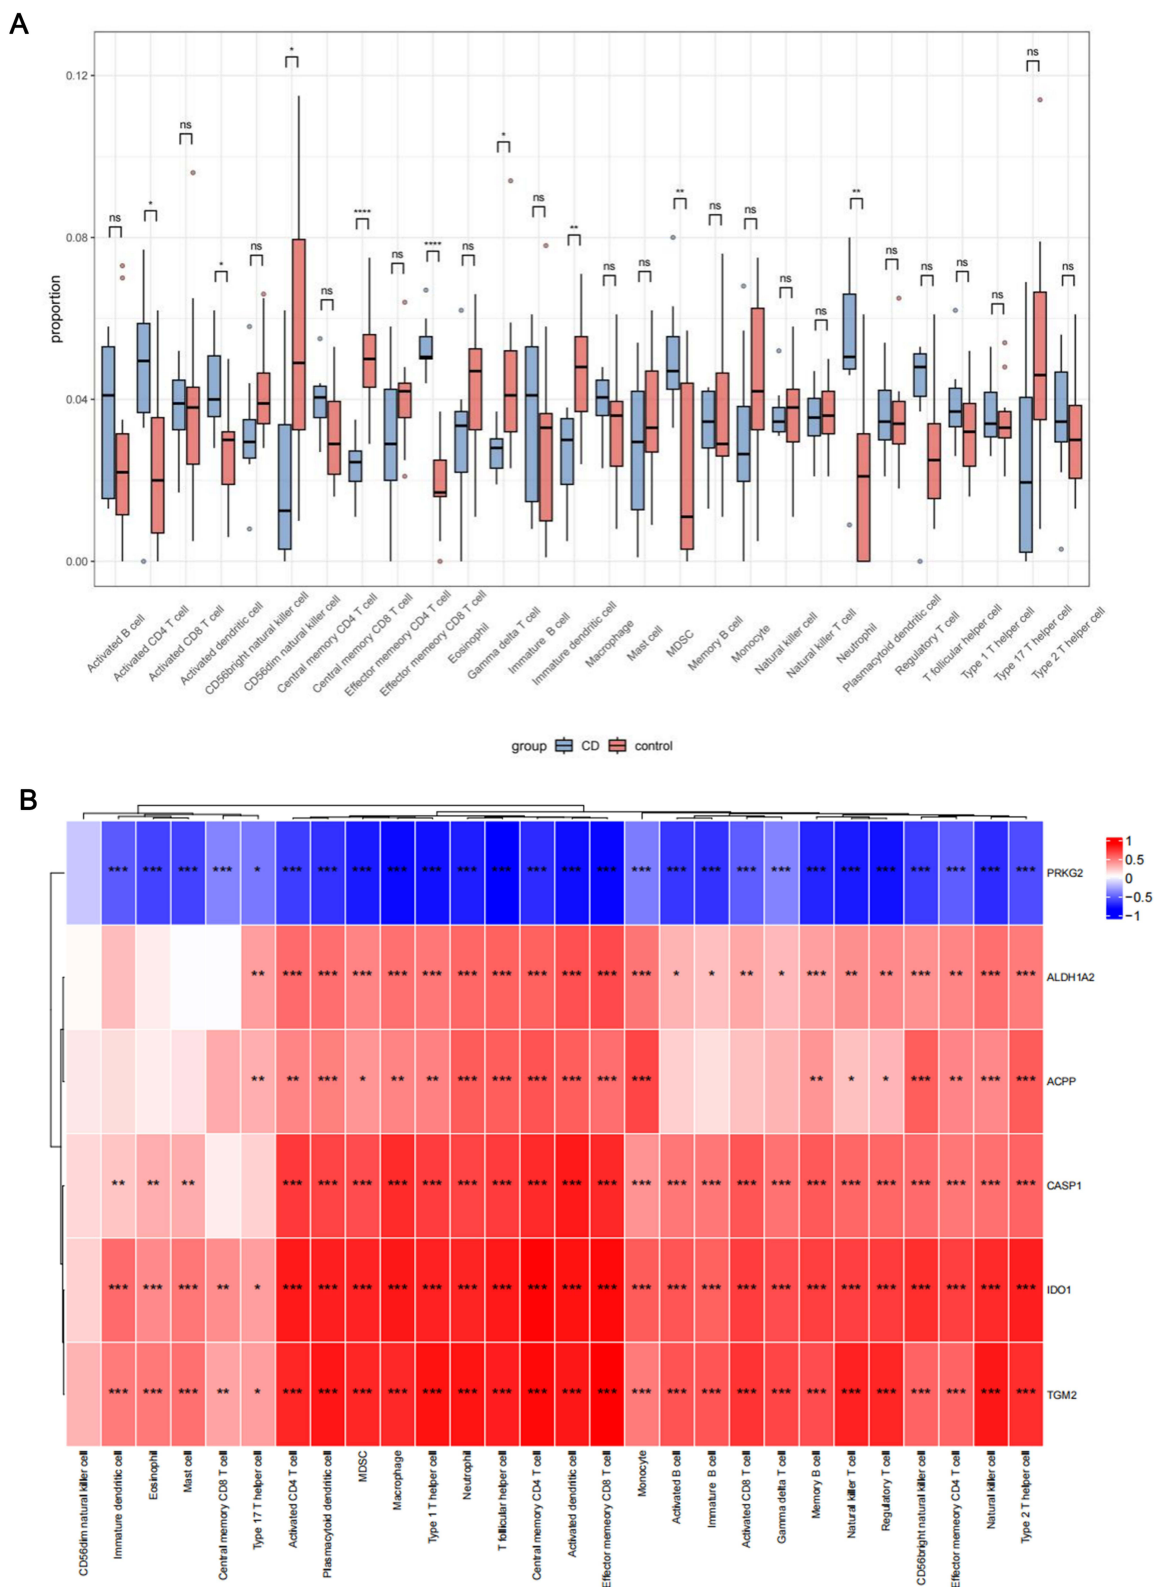 A
0.12
0.08
0.04
0.00
proportion
ns
*
ns
*
ns
*
ns
****
ns
****
ns
*
ns
**
ns
ns
**
ns
ns
ns
ns
**
ns
ns
ns
ns
ns
ns
Activated B cell
Activated CD4 T cell
Activated CD8 T cell
Activated dendritic cell
CD56bright natural killer cell
CD56dim natural killer cell
Central memory CD4 T cell
Central memory CD8 T cell
Effector memeory CD4 T cell
Effector memeory CD8 T cell
Eosinophil
Gamma delta T cell
Immature B cell
Immature dendritic cell
Macrophage
Mast cell
MDSC
Memory B cell
Monocyte
Natural killer cell
Natural killer T cell
Neutrophil
Plasmacytoid dendritic cell
Regulatory T cell
T follicular helper cell
Type 1 T helper cell
Type 17 T helper cell
Type 2 T helper cell
group CD control
B
1
0.5
0
−0.5
−1
*** *** *** *** * *** *** *** *** *** *** *** *** *** *** *** *** *** *** *** *** *** *** *** *** *** *** PRKG2
** *** *** *** *** *** *** *** *** *** *** *** * * ** * *** ** ** *** ** *** *** ALDH1A2
** ** *** * ** ** *** *** *** *** *** *** ** * * *** ** *** *** ACPP
** ** ** *** *** *** *** *** *** *** *** *** *** *** *** *** *** *** *** *** *** *** *** *** *** CASP1
*** *** *** ** * *** *** *** *** *** *** *** *** *** *** *** *** *** *** *** *** *** *** *** *** *** *** IDO1
*** *** *** ** * *** *** *** *** *** *** *** *** *** *** *** *** *** *** *** *** *** *** *** *** *** *** TGM2
CD56dim natural killer cell
Immature dendritic cell
Eosinophil
Mast cell
Central memory CD8 T cell
Type 17 T helper cell
Activated CD4 T cell
Plasmacytoid dendritic cell
MDSC
Macrophage
Type 1 T helper cell
Neutrophil
T follicular helper cell
Central memory CD4 T cell
Activated dendritic cell
Effector memeory CD8 T cell
Monocyte
Activated B cell
Immature B cell
Activated CD8 T cell
Gamma delta T cell
Memory B cell
Natural killer T cell
Regulatory T cell
CD56bright natural killer cell
Effector memeory CD4 T cell
Natural killer cell
Type 2 T helper cell